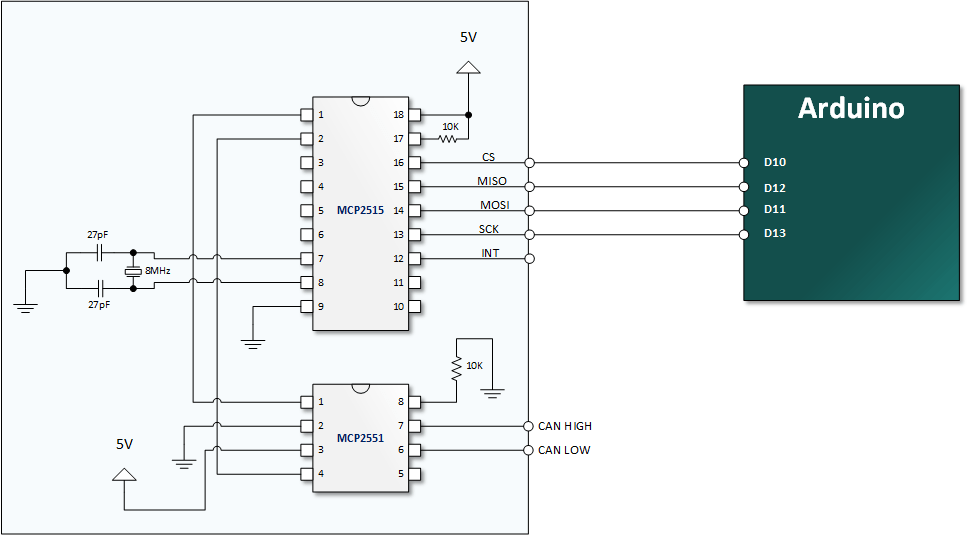 5V
Arduino
1 18
10K
2 17
CS
3 16 D10
MISO
4 15 D12
MOSI
5 MCP2515 14 D11
SCK
6 13 D13
27pF
INT
7 12
8MHz
8 11
27pF
9 10
10K
1 8
2 7 CAN HIGH
MCP2551
5V
3 6 CAN LOW
4 5